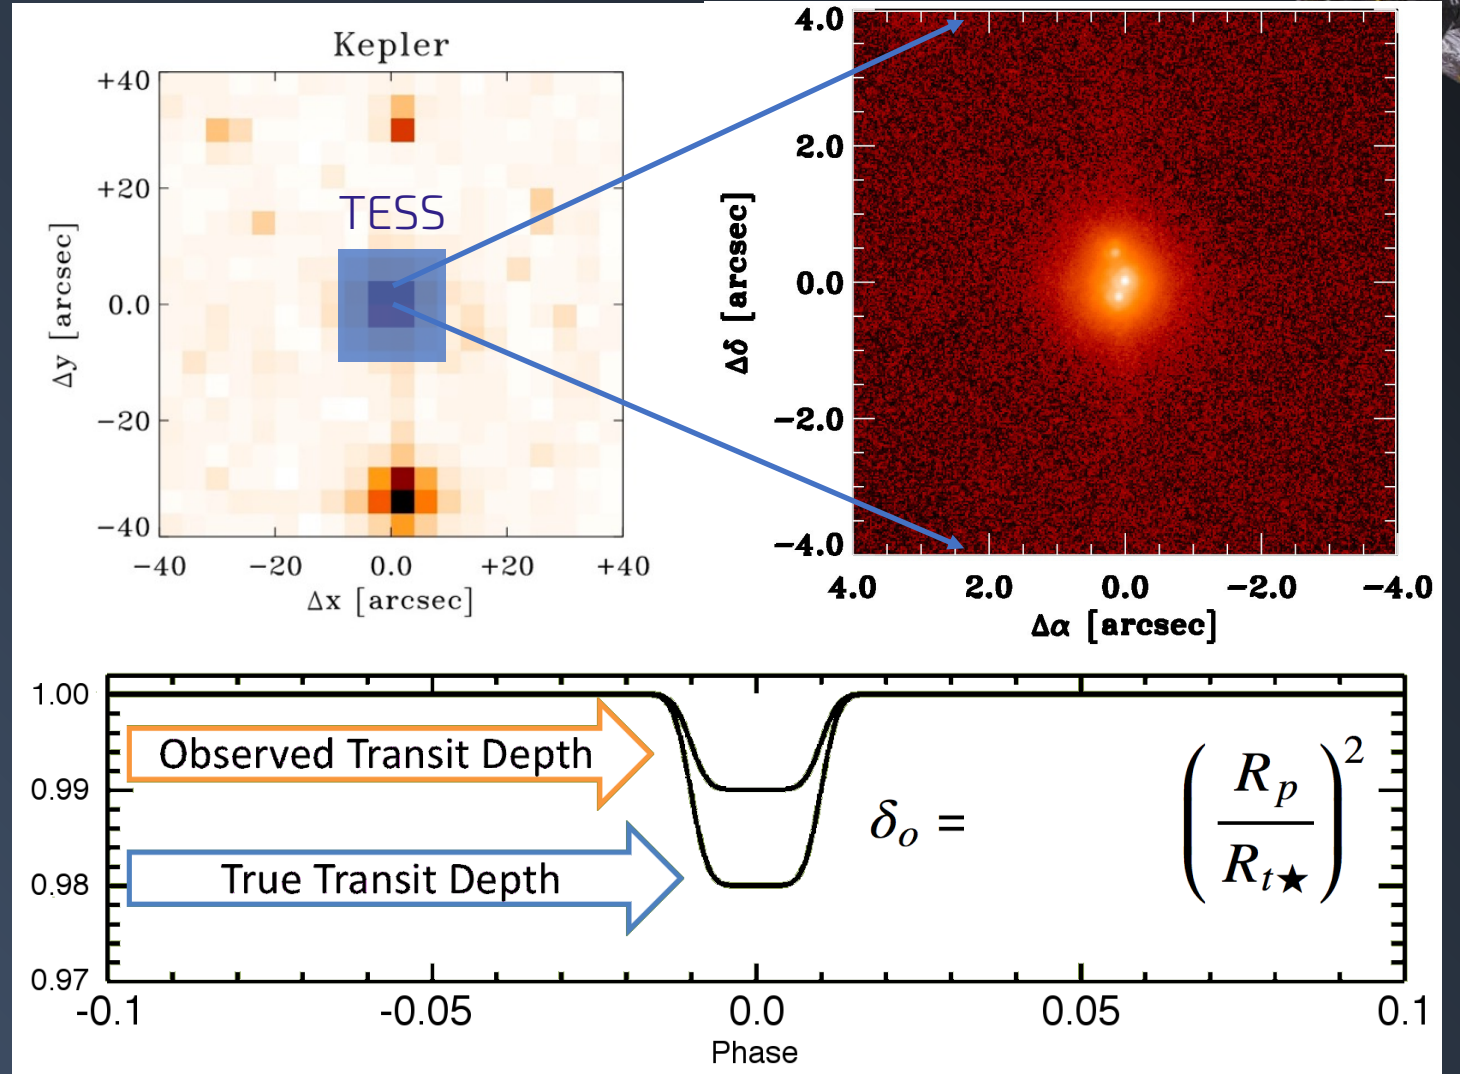 Kepler
+40
+20
0.0
−20
−40
Δy [arcsec]
TESS
−40 −20 0.0 +20 +40
Δx [arcsec]
4.0
2.0
0.0
−2.0
−4.0
Δδ [arcsec]
4.0 2.0 0.0 −2.0 −4.0
Δα [arcsec]
1.00
0.99
0.98
0.97
Observed Transit Depth
True Transit Depth
δₒ = (Rₚ / Rₜ★)²
-0.1 -0.05 0.0 0.05 0.1
Phase